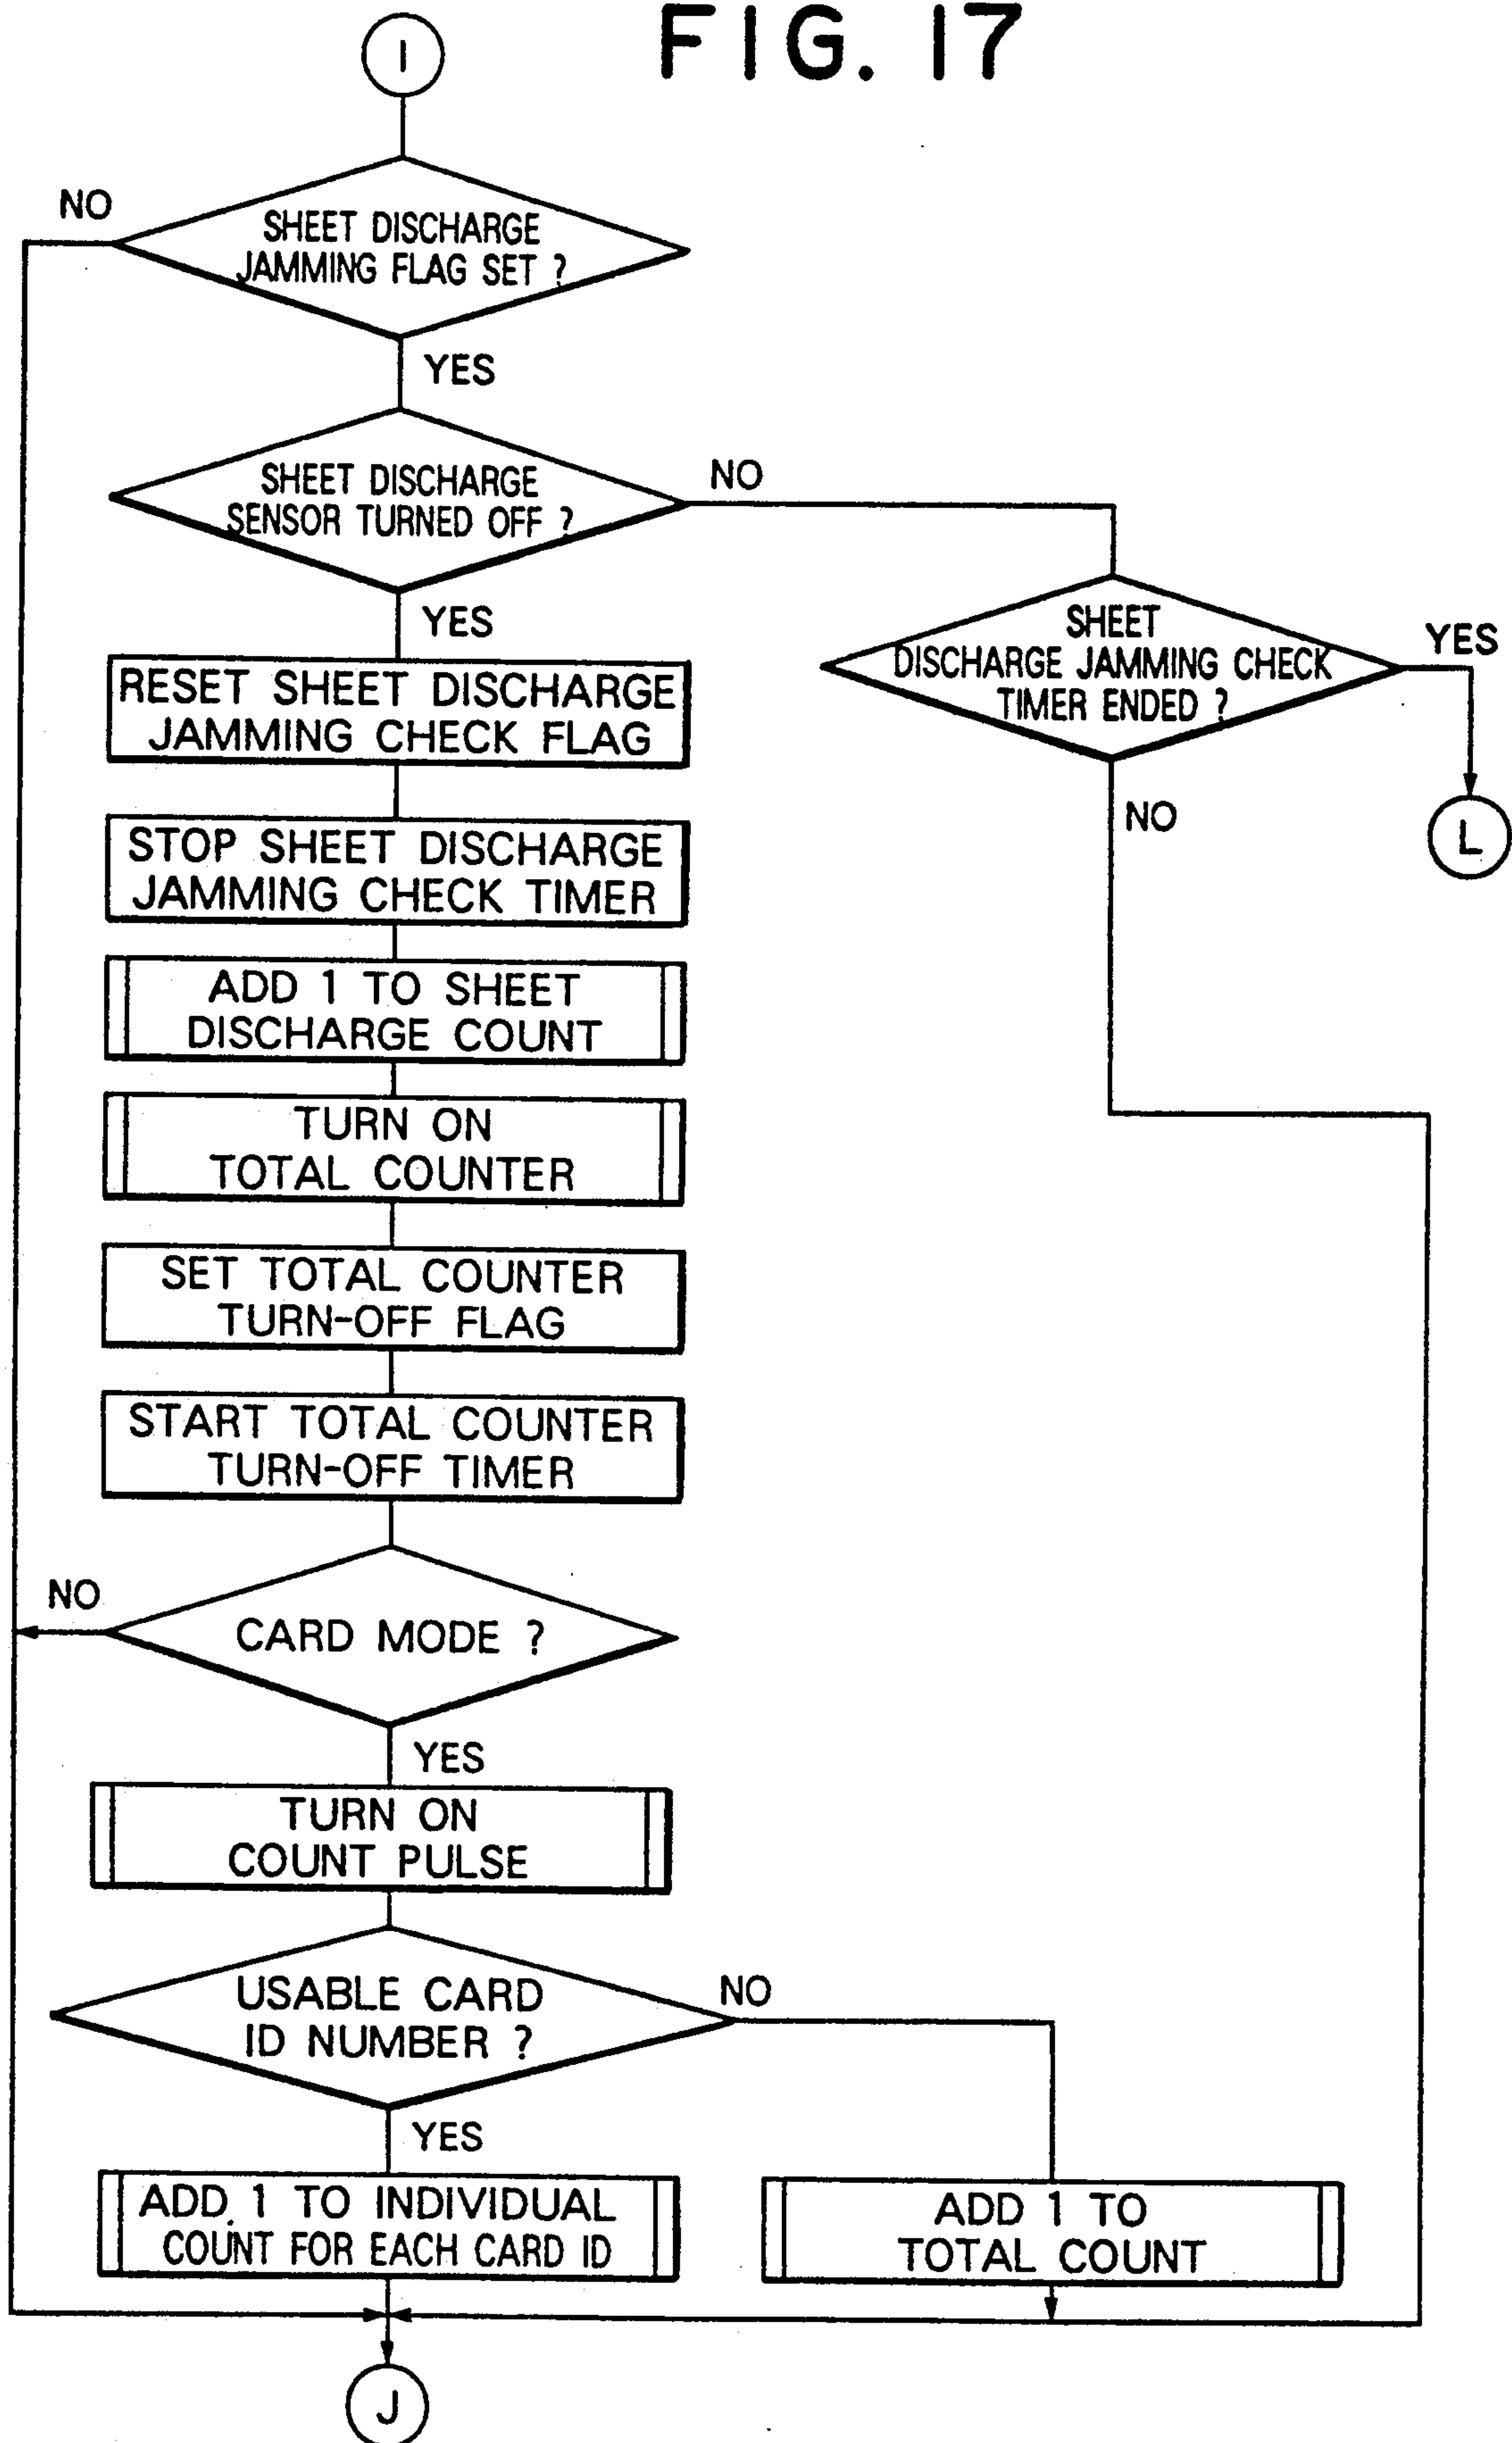 FIG. 17
I
NO
SHEET DISCHARGE
JAMMING FLAG SET ?
YES
SHEET DISCHARGE
SENSOR TURNED OFF ?
NO
YES
SHEET
DISCHARGE JAMMING CHECK
TIMER ENDED ?
YES
L
NO
RESET SHEET DISCHARGE
JAMMING CHECK FLAG
STOP SHEET DISCHARGE
JAMMING CHECK TIMER
ADD 1 TO SHEET
DISCHARGE COUNT
TURN ON
TOTAL COUNTER
SET TOTAL COUNTER
TURN-OFF FLAG
START TOTAL COUNTER
TURN-OFF TIMER
NO
CARD MODE ?
YES
TURN ON
COUNT PULSE
USABLE CARD
ID NUMBER ?
NO
YES
ADD 1 TO INDIVIDUAL
COUNT FOR EACH CARD ID
ADD 1 TO
TOTAL COUNT
J